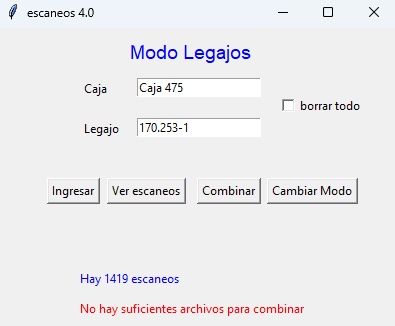 escaneos 4.0
Modo Legajos
Caja
Caja 475
borrar todo
Legajo
170.253-1
Ingresar
Ver escaneos
Combinar
Cambiar Modo
Hay 1419 escaneos
No hay suficientes archivos para combinar